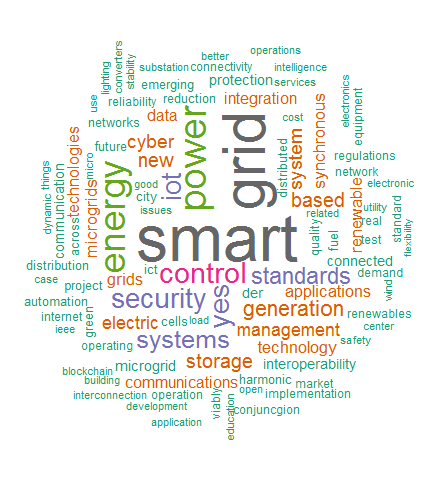 better
operations
substation
connectivity
intelligence
lighting
converters
stability
use
emerging
protection
services
reliability
reduction
integration
electronics
equipment
networks
data
power
grid
cost
synchronous
future
cyber
system
regulations
technologies
communication
dynamic things
across
micro
microgrids
energy
new
good
iot
city
issues
distributed
based
network
renewable
electronic
related
utility
real
standard
flexibility
smart
quality
fuel
test
connected
distribution
grids
ict
control
standards
demand
wind
case
project
security
yes
der
applications
automation
generation
renewables
internet
green
electric
cells
load
management
center
ieee
operating
systems
technology
safety
blockchain
microgrid
storage
interoperability
building
communications
harmonic
market
interconnection
operation
open
implementation
development
viably
education
conjuncgion
application